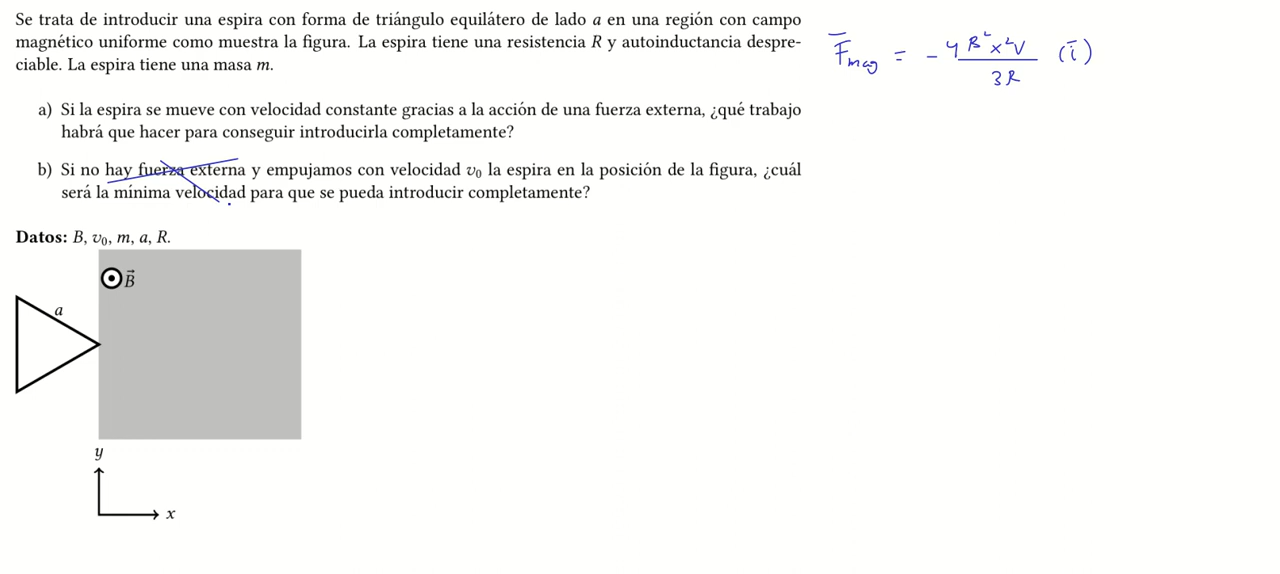 Se trata de introducir una espira con forma de triángulo equilátero de lado a en una región con campo
magnético uniforme como muestra la figura. La espira tiene una resistencia R y autoinductancia despre-
ciable. La espira tiene una masa m.
a) Si la espira se mueve con velocidad constante gracias a la acción de una fuerza externa, ¿qué trabajo
habrá que hacer para conseguir introducirla completamente?
b) Si no hay fuerza externa y empujamos con velocidad v₀ la espira en la posición de la figura, ¿cuál
será la mínima velocidad para que se pueda introducir completamente?
Datos: B, v₀, m, a, R.
B⃗
a
y
x
F̄mag = - 4B²x²V / 3R (ī)